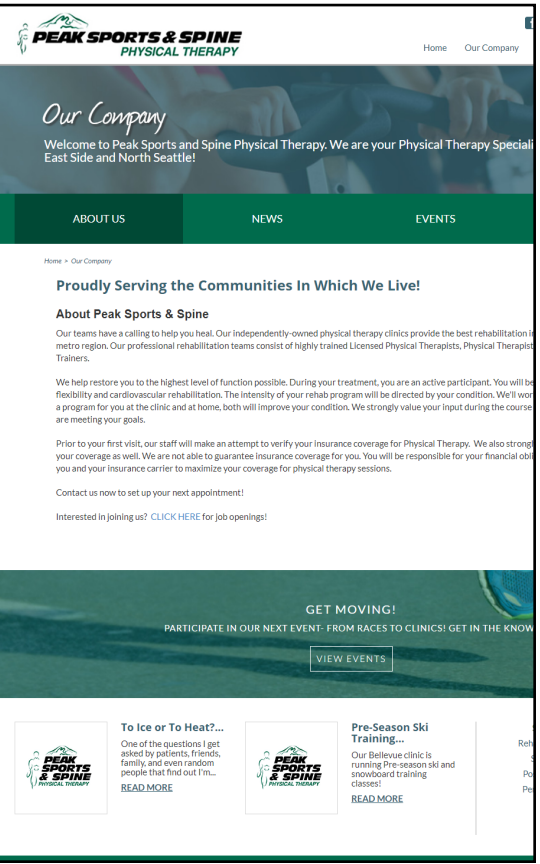 PEAK SPORTS & SPINE
PHYSICAL THERAPY
Home Our Company
Our Company
Welcome to Peak Sports and Spine Physical Therapy. We are your Physical Therapy Speciali
East Side and North Seattle!
ABOUT US NEWS EVENTS
Home > Our Company
Proudly Serving the Communities In Which We Live!
About Peak Sports & Spine
Our teams have a calling to help you heal. Our independently-owned physical therapy clinics provide the best rehabilitation i
metro region. Our professional rehabilitation teams consist of highly trained Licensed Physical Therapists, Physical Therapist
Trainers.
We help restore you to the highest level of function possible. During your treatment, you are an active participant. You will be
flexibility and cardiovascular rehabilitation. The intensity of your rehab program will be directed by your condition. We'll wor
a program for you at the clinic and at home, both will improve your condition. We strongly value your input during the course
are meeting your goals.
Prior to your first visit, our staff will make an attempt to verify your insurance coverage for Physical Therapy. We also strongl
your coverage as well. We are not able to guarantee insurance coverage for you. You will be responsible for your financial obli
you and your insurance carrier to maximize your coverage for physical therapy sessions.
Contact us now to set up your next appointment!
Interested in joining us? CLICK HERE for job openings!
GET MOVING!
PARTICIPATE IN OUR NEXT EVENT- FROM RACES TO CLINICS! GET IN THE KNOW
VIEW EVENTS
PEAK
SPORTS
& SPINE
PHYSICAL THERAPY
To Ice or To Heat?...
One of the questions I get
asked by patients, friends,
family, and even random
people that find out I'm...
READ MORE
PEAK
SPORTS
& SPINE
PHYSICAL THERAPY
Pre-Season Ski
Training...
Our Bellevue clinic is
running Pre-season ski and
snowboard training
classes!
READ MORE
Reh
Po
Pe